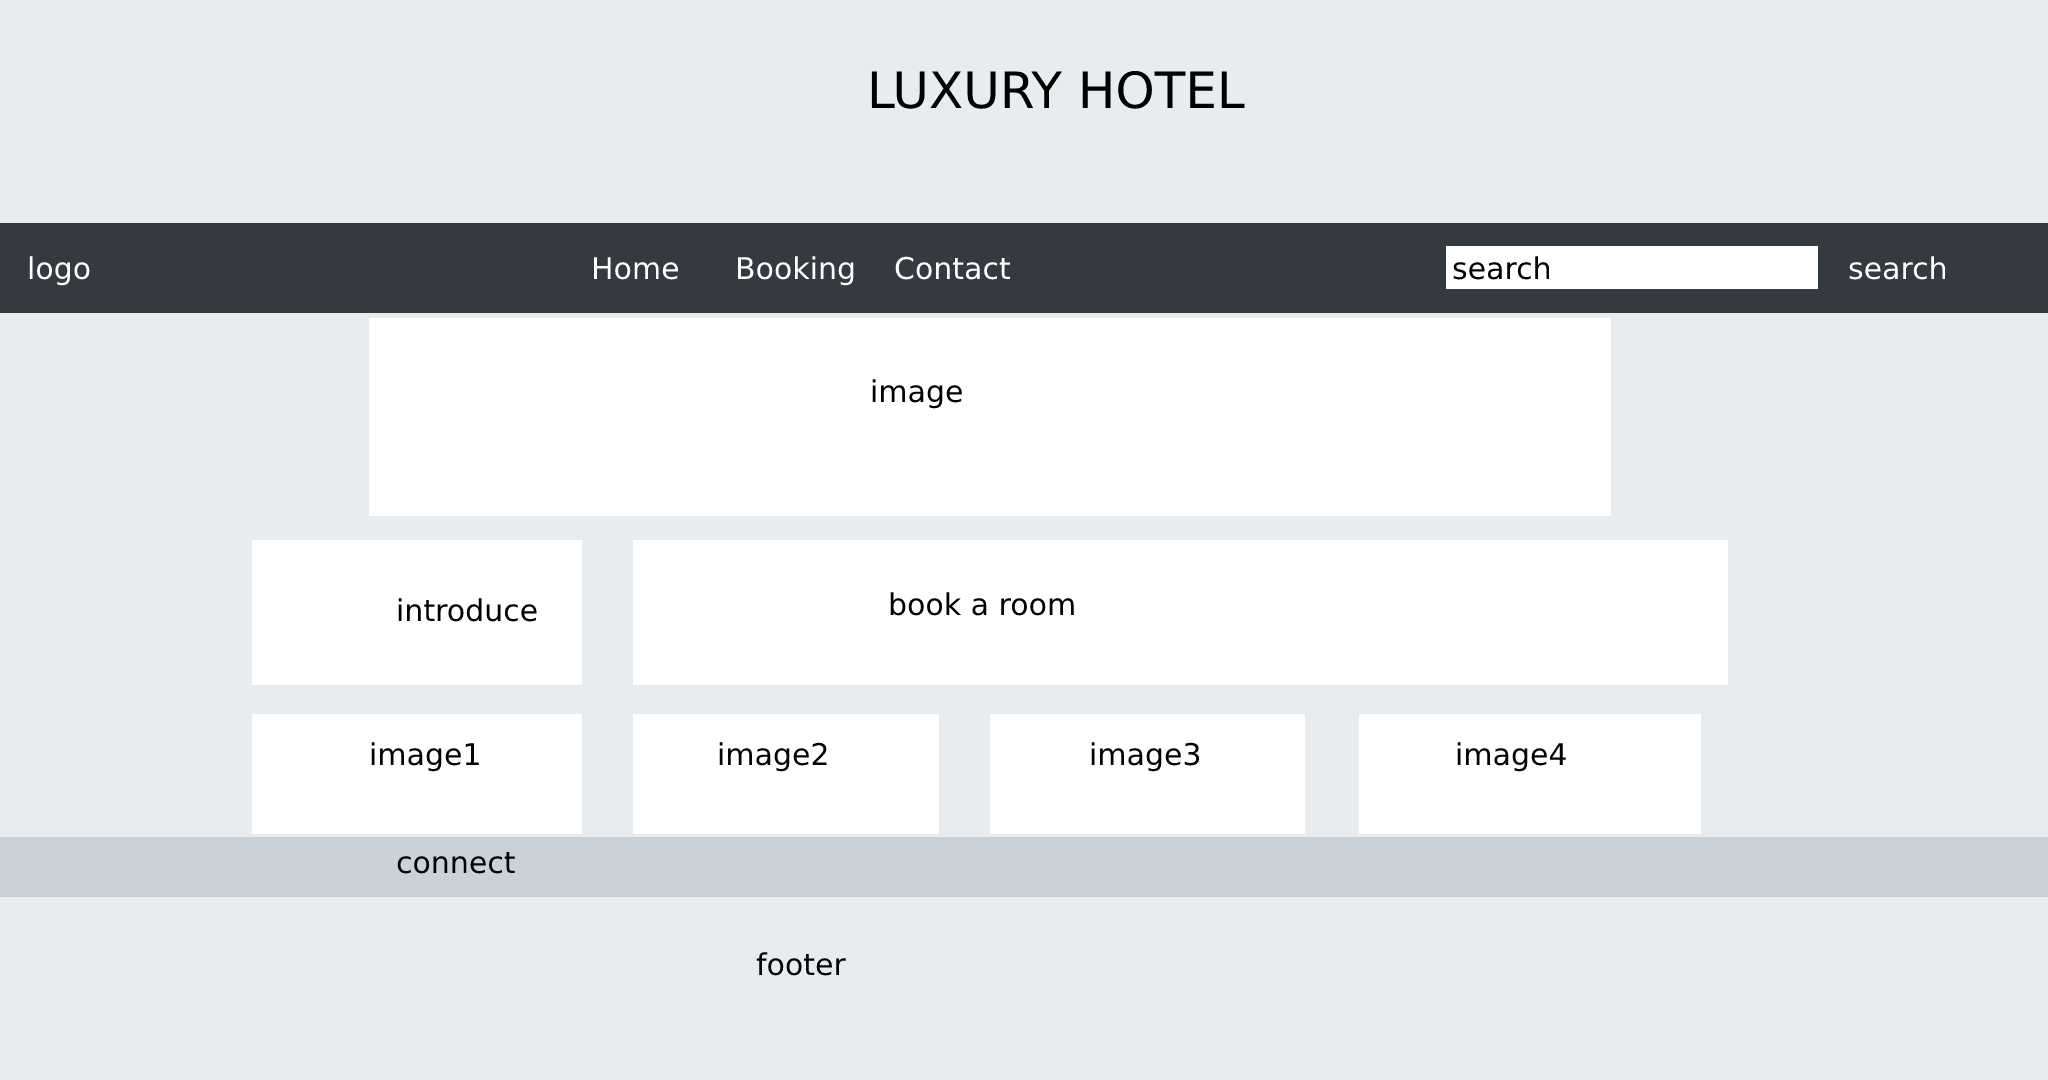 LUXURY HOTEL
logo Home Booking Contact search search
image
introduce book a room
image1 image2 image3 image4
connect
footer